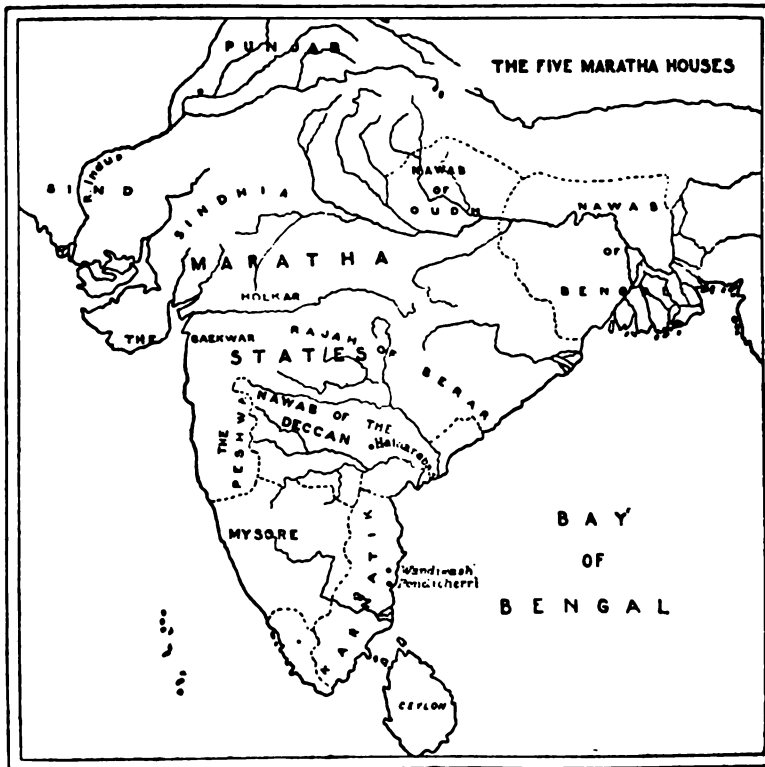 PUNJAB
THE FIVE MARATHA HOUSES
R. Indus
SIND
SINDHIA
NAWAB
OF
OUDH
NAWAB
OF
BENGAL
MARATHA
HOLKAR
THE GAEKWAR
RAJAH OF BERAR
STATES
NAWAB OF THE
DECCAN
THE
PESHWA
MYSORE
KARNATIK
Wandiwash
Pondicherri
BAY
OF
BENGAL
CEYLON